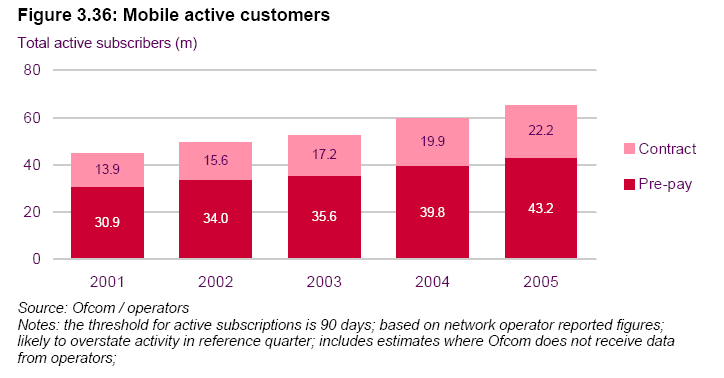 Figure 3.36: Mobile active customers
Total active subscribers (m)
80
60
40
20
0
13.9
15.6
17.2
19.9
22.2
30.9
34.0
35.6
39.8
43.2
2001
2002
2003
2004
2005
Contract
Pre-pay
Source: Ofcom / operators
Notes: the threshold for active subscriptions is 90 days; based on network operator reported figures;
likely to overstate activity in reference quarter; includes estimates where Ofcom does not receive data
from operators;